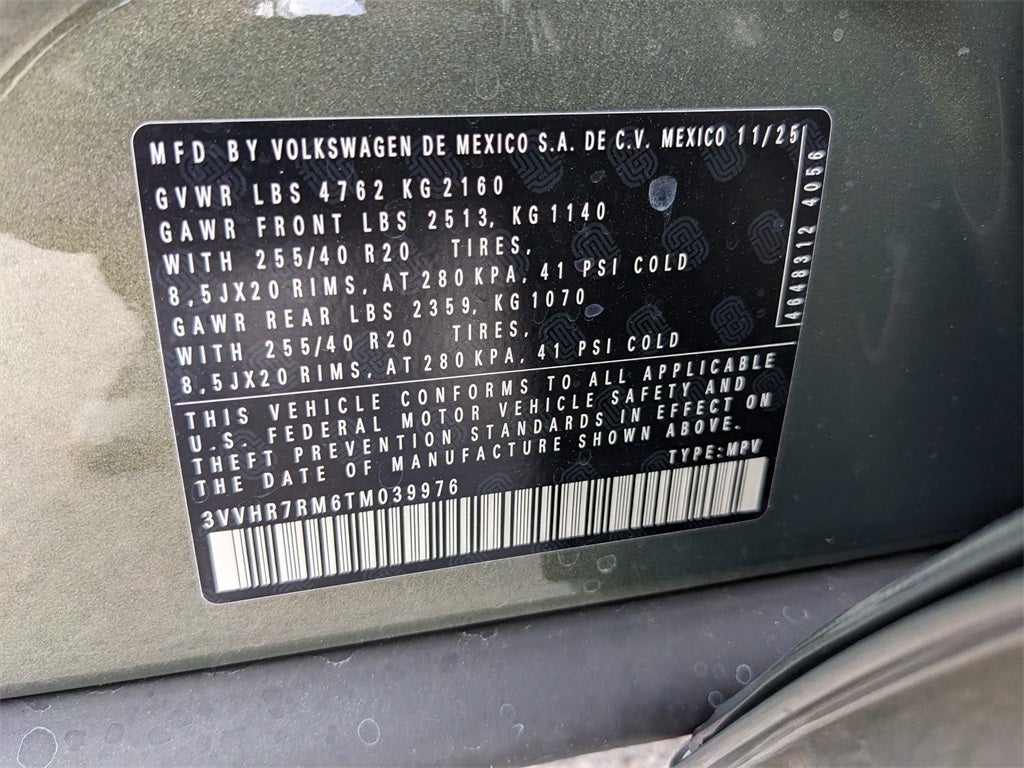 MFD BY VOLKSWAGEN DE MEXICO S.A. DE C.V. MEXICO 11/25
GVWR LBS 4762 KG 2160
GAWR FRONT LBS 2513, KG 1140
WITH 255/40 R20 TIRES,
8,5JX20 RIMS, AT 280 KPA, 41 PSI COLD
GAWR REAR LBS 2359, KG 1070
WITH 255/40 R20 TIRES,
8,5JX20 RIMS, AT 280 KPA, 41 PSI COLD
4648312 4056
THIS VEHICLE CONFORMS TO ALL APPLICABLE
U.S. FEDERAL MOTOR VEHICLE SAFETY AND
THEFT PREVENTION STANDARDS IN EFFECT ON
THE DATE OF MANUFACTURE SHOWN ABOVE.
TYPE: MPV
3VVHR7RM6TM039976